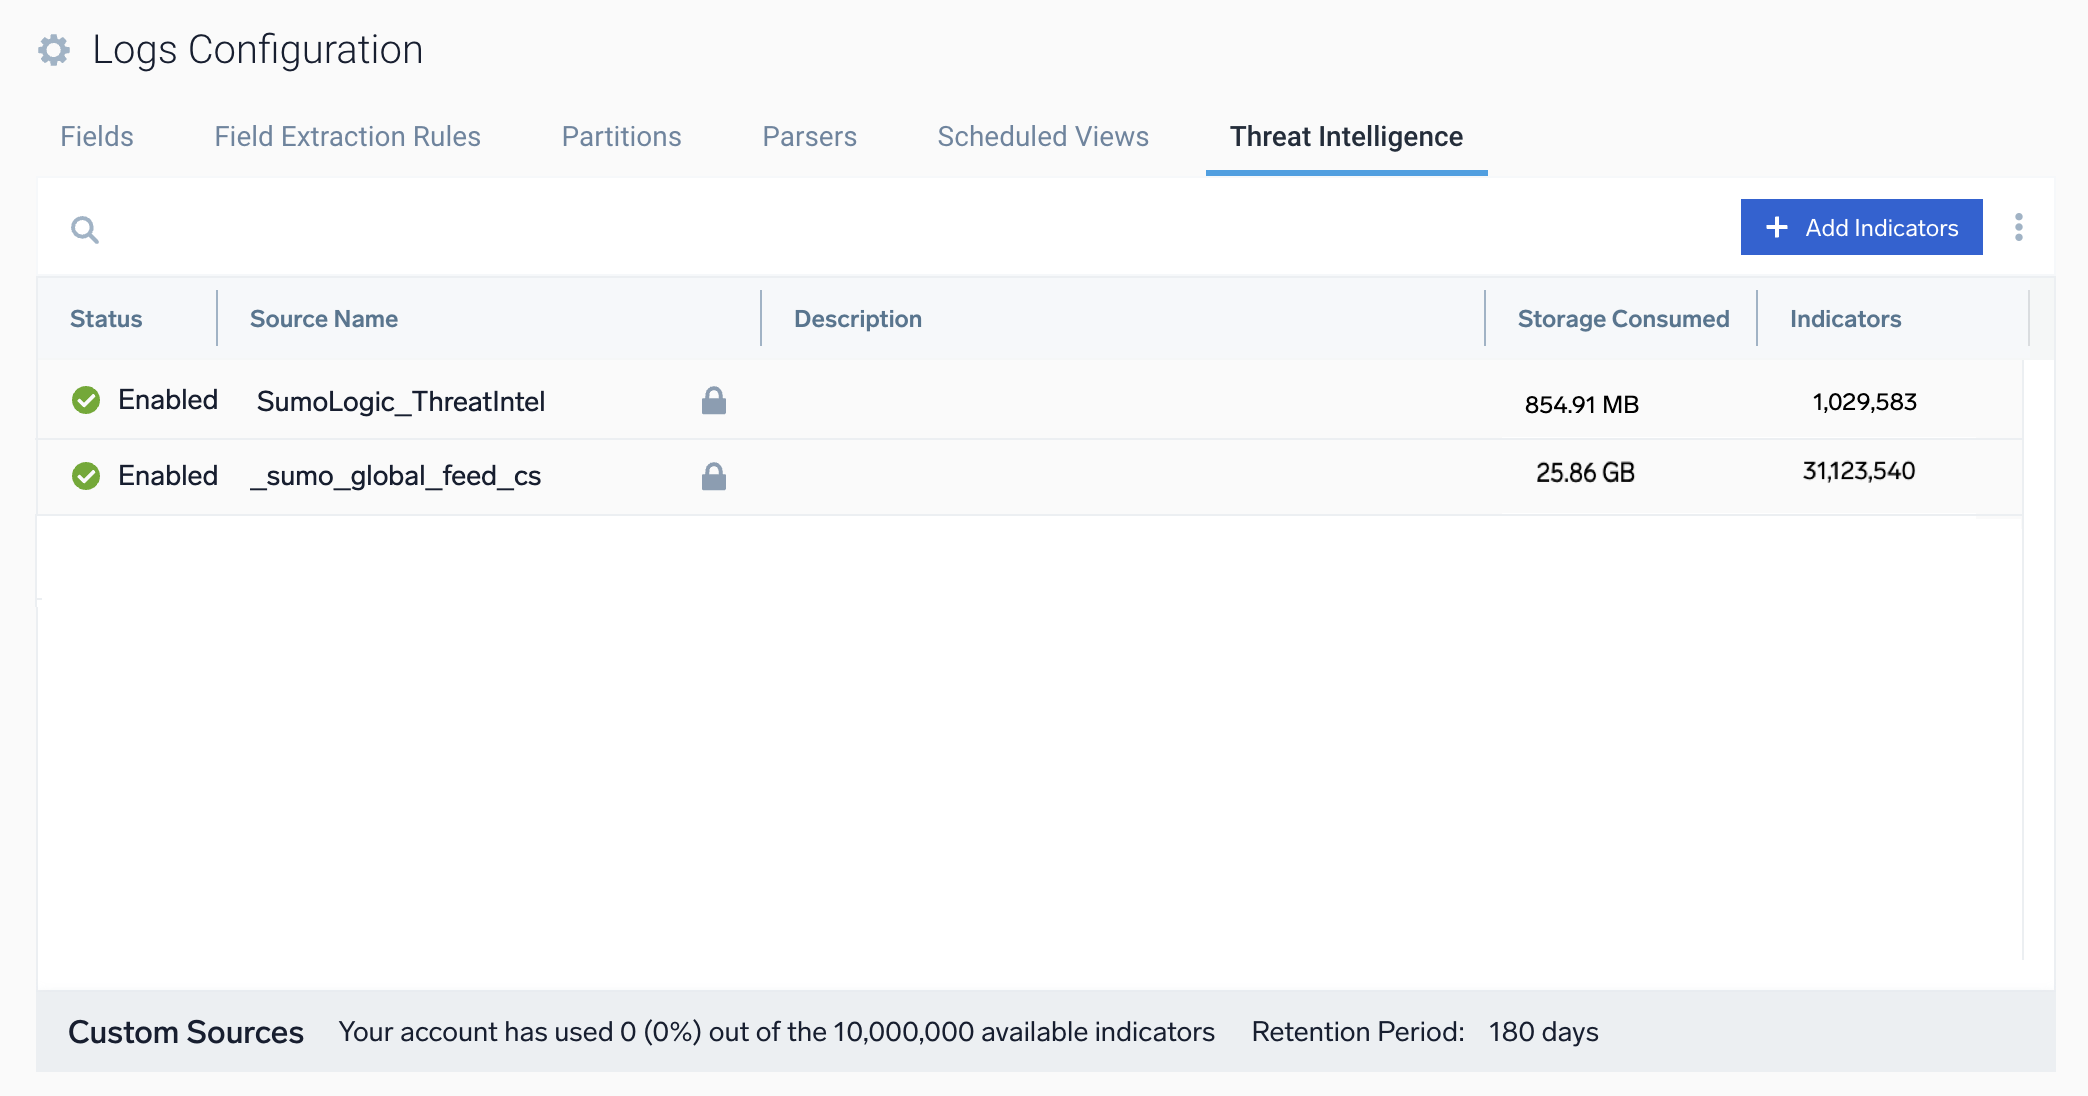 Logs Configuration
Fields Field Extraction Rules Partitions Parsers Scheduled Views Threat Intelligence
+ Add Indicators
Status Source Name Description Storage Consumed Indicators
Enabled SumoLogic_ThreatIntel 854.91 MB 1,029,583
Enabled _sumo_global_feed_cs 25.86 GB 31,123,540
Custom Sources Your account has used 0 (0%) out of the 10,000,000 available indicators Retention Period: 180 days